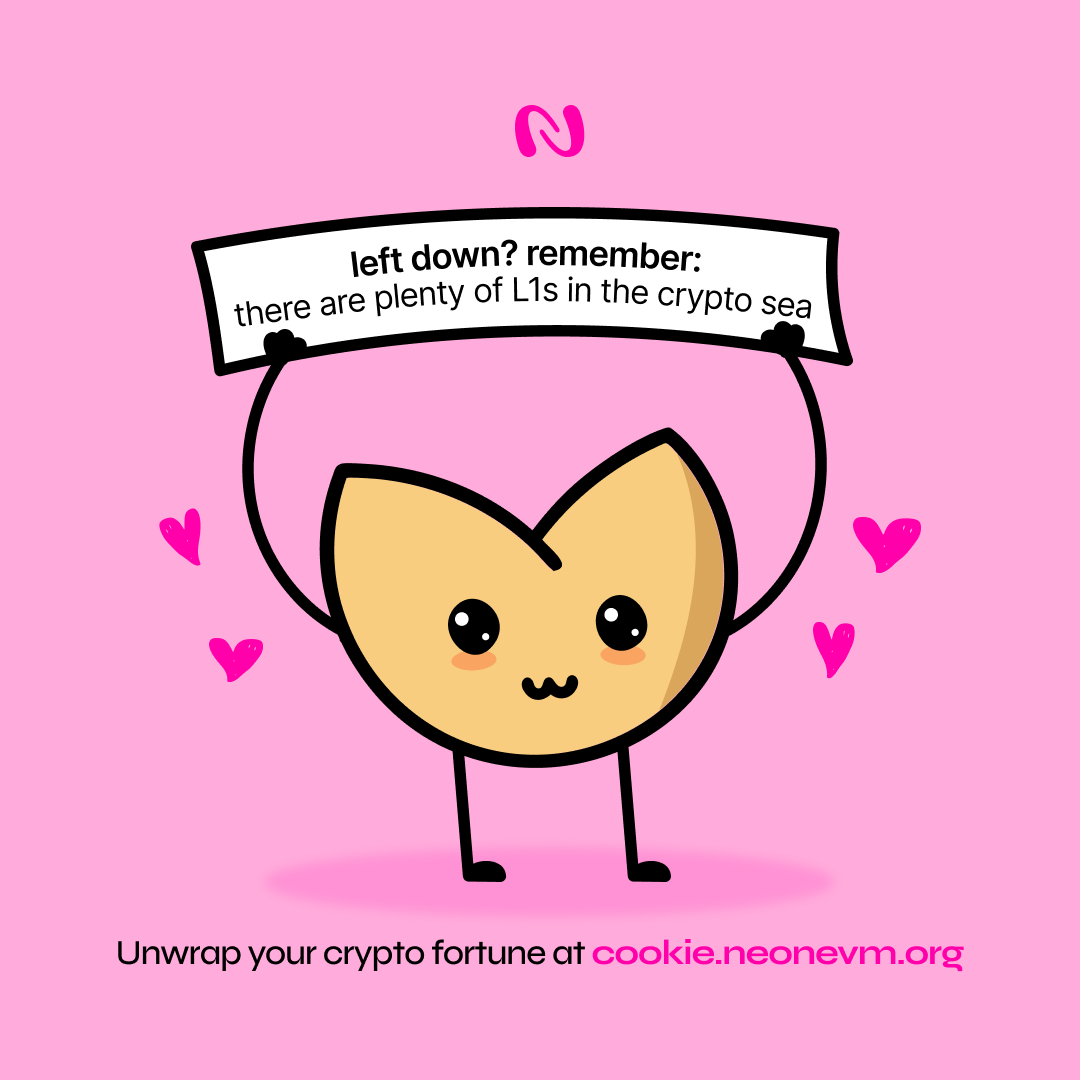 left down? remember:
there are plenty of L1s in the crypto sea
Unwrap your crypto fortune at cookie.neonevm.org